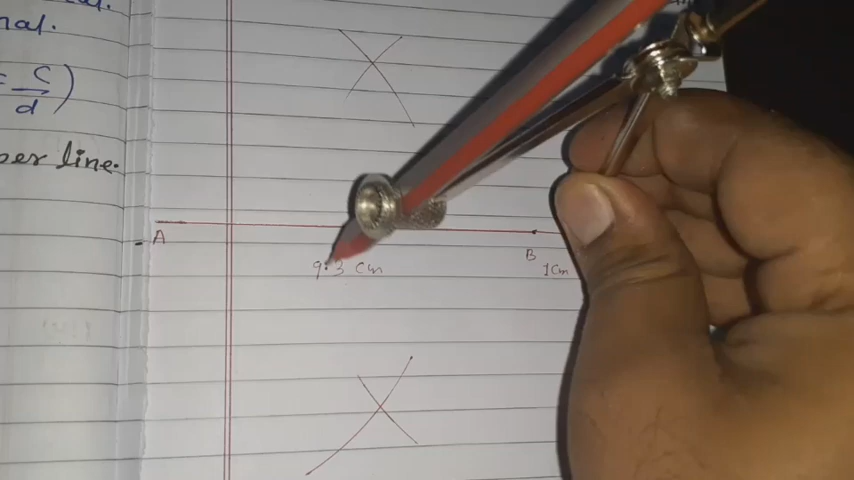 nal.
= c/d)
per line.
A
B
9.3 cm
1cm